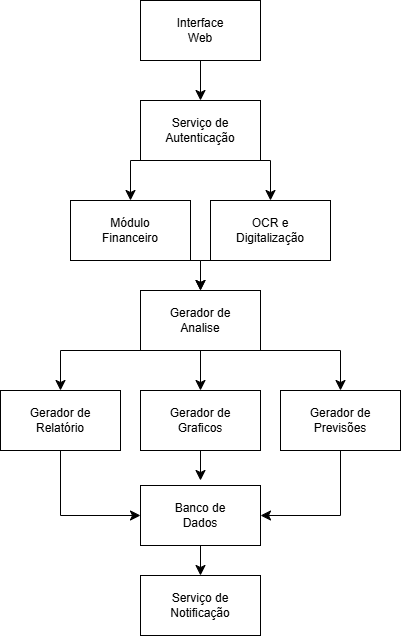 Interface
Web
Serviço de
Autenticação
Módulo
Financeiro
OCR e
Digitalização
Gerador de
Analise
Gerador de
Relatório
Gerador de
Graficos
Gerador de
Previsões
Banco de
Dados
Serviço de
Notificação